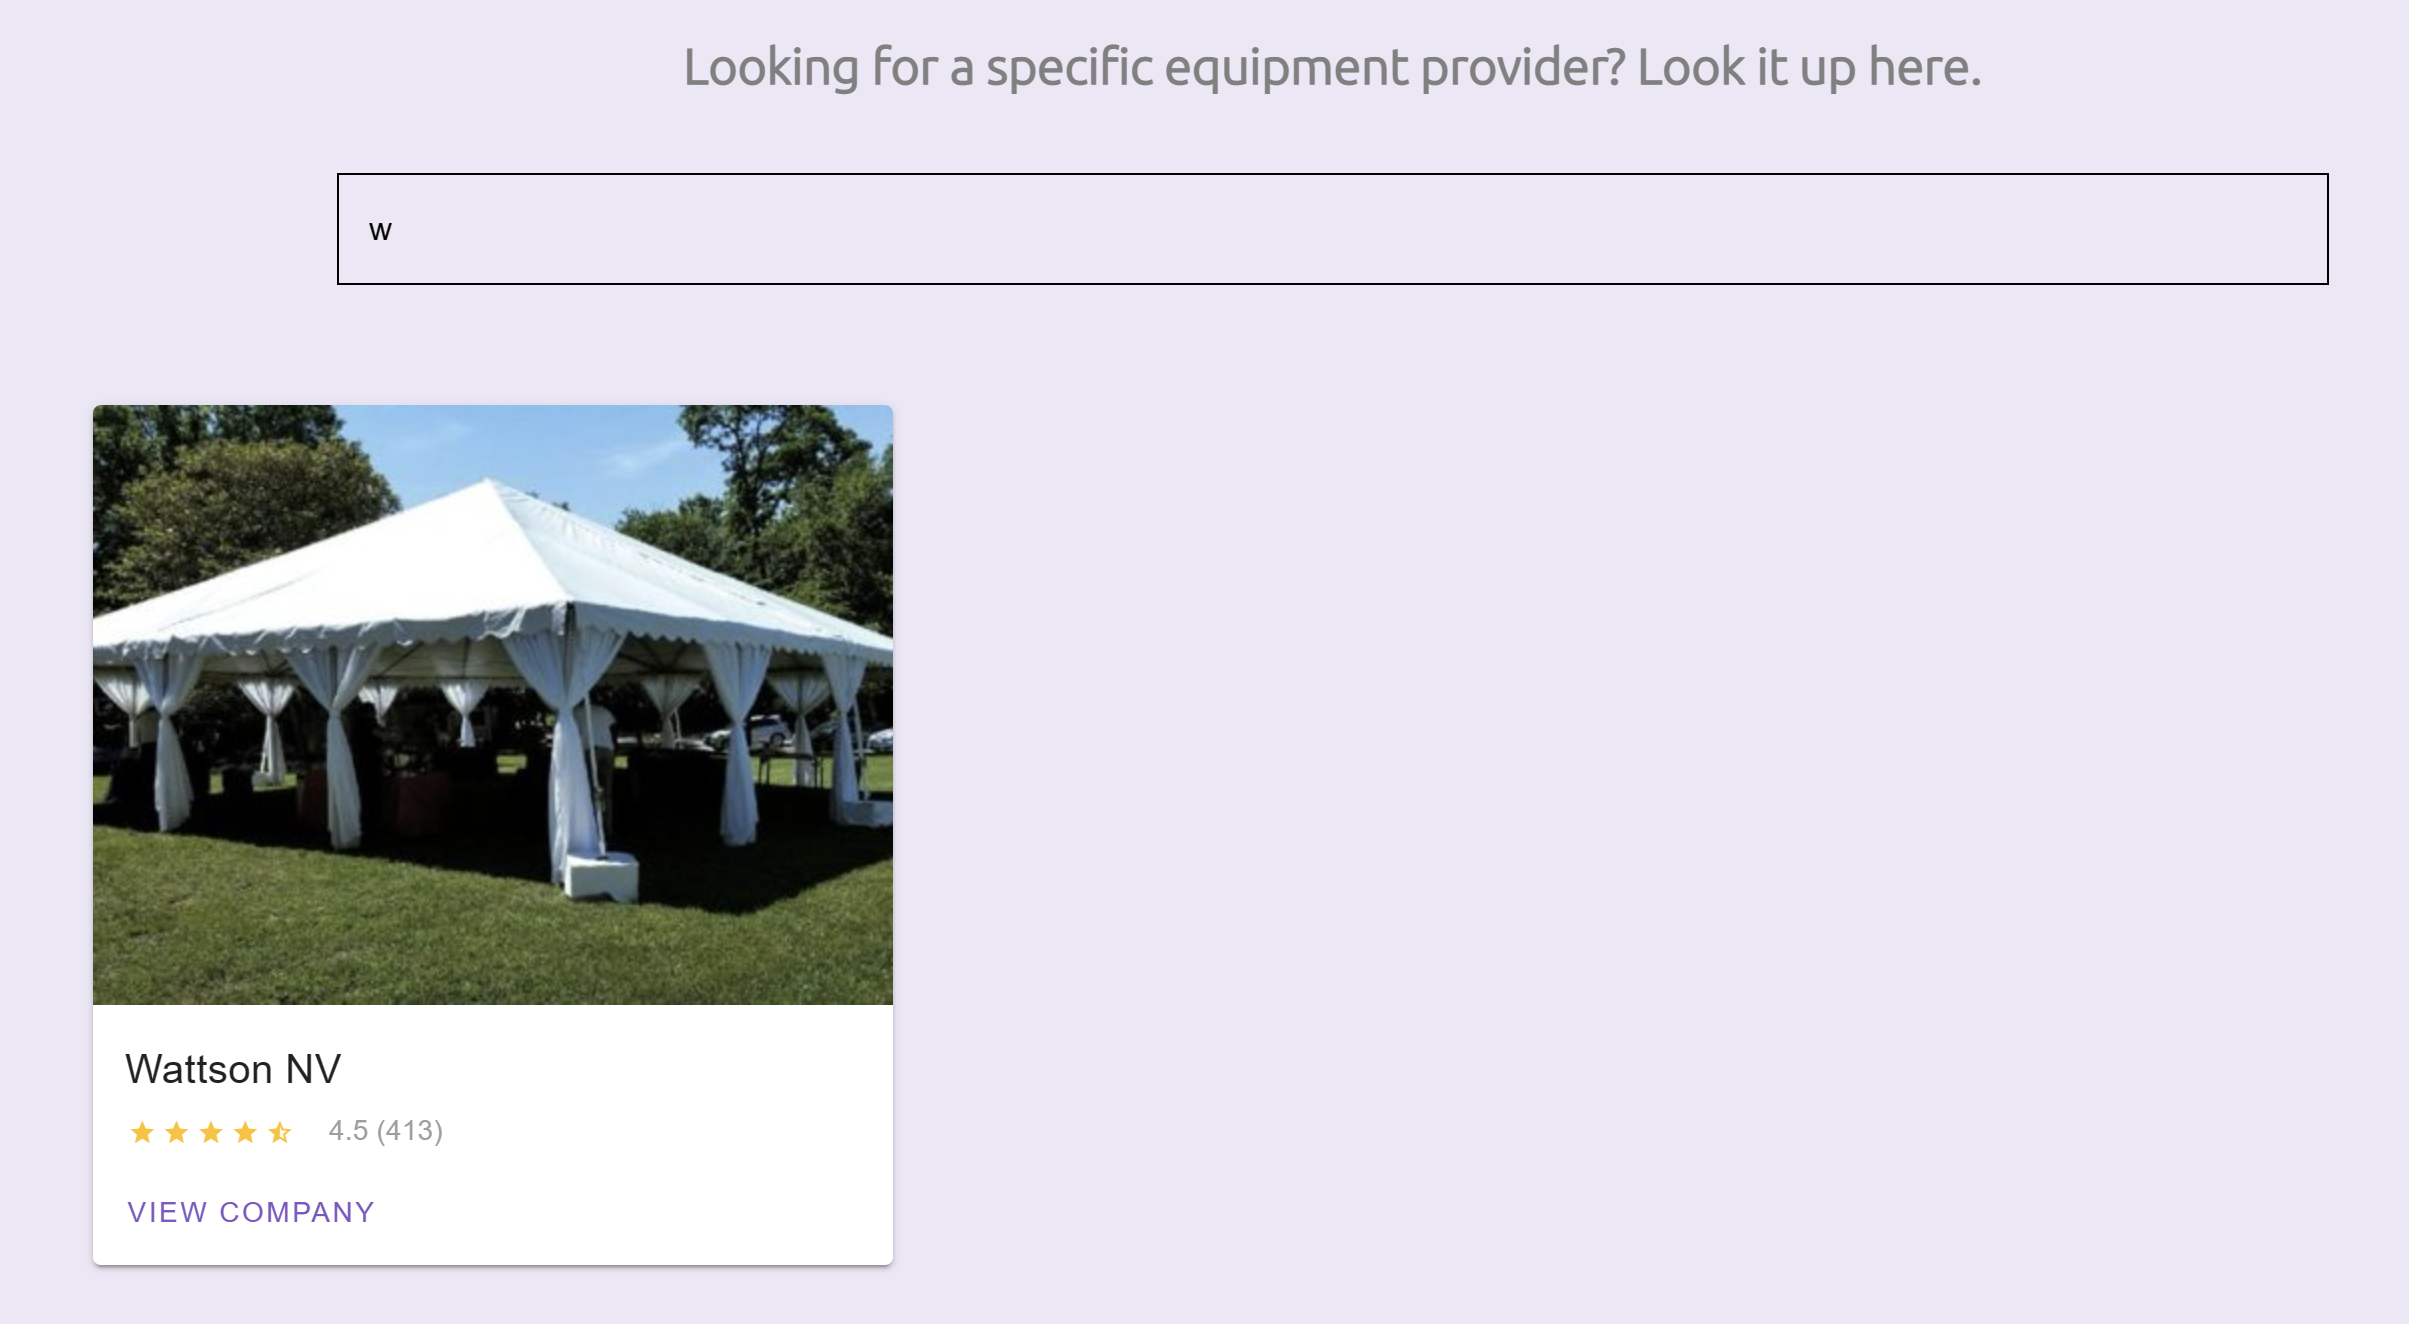 Looking for a specific equipment provider? Look it up here.
w
Wattson NV
4.5 (413)
VIEW COMPANY